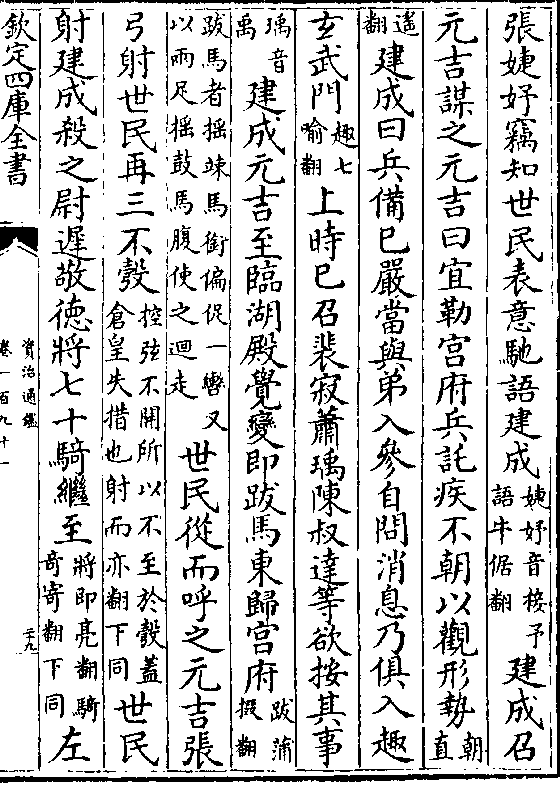 張婕妤竊知世民表意馳語建成婕妤音接予語牛倨翻建成召
元吉謀之元吉曰宜勒宫府兵託疾不朝以觀形勢朝直
遥翻建成曰兵備已嚴當與弟入參自問消息乃俱入趣
玄武門趣七喻翻上時已召裴寂蕭瑀陳叔達等欲按其事
瑀音禹建成元吉至臨湖殿覺變即跋馬東歸宫府跋蒲撥翻
跋馬者揺竦馬銜偏促一轡又以兩足揺鼓馬腹使之迴走世民從而呼之元吉張
弓射世民再三不彀控弦不開所以不至於彀蓋倉皇失措也射而亦翻下同世民
射建成殺之尉遲敬徳將七十騎繼至將即亮翻騎奇寄翻下同左
欽定四庫全書
資治通鑑
卷一百九十一
二十九